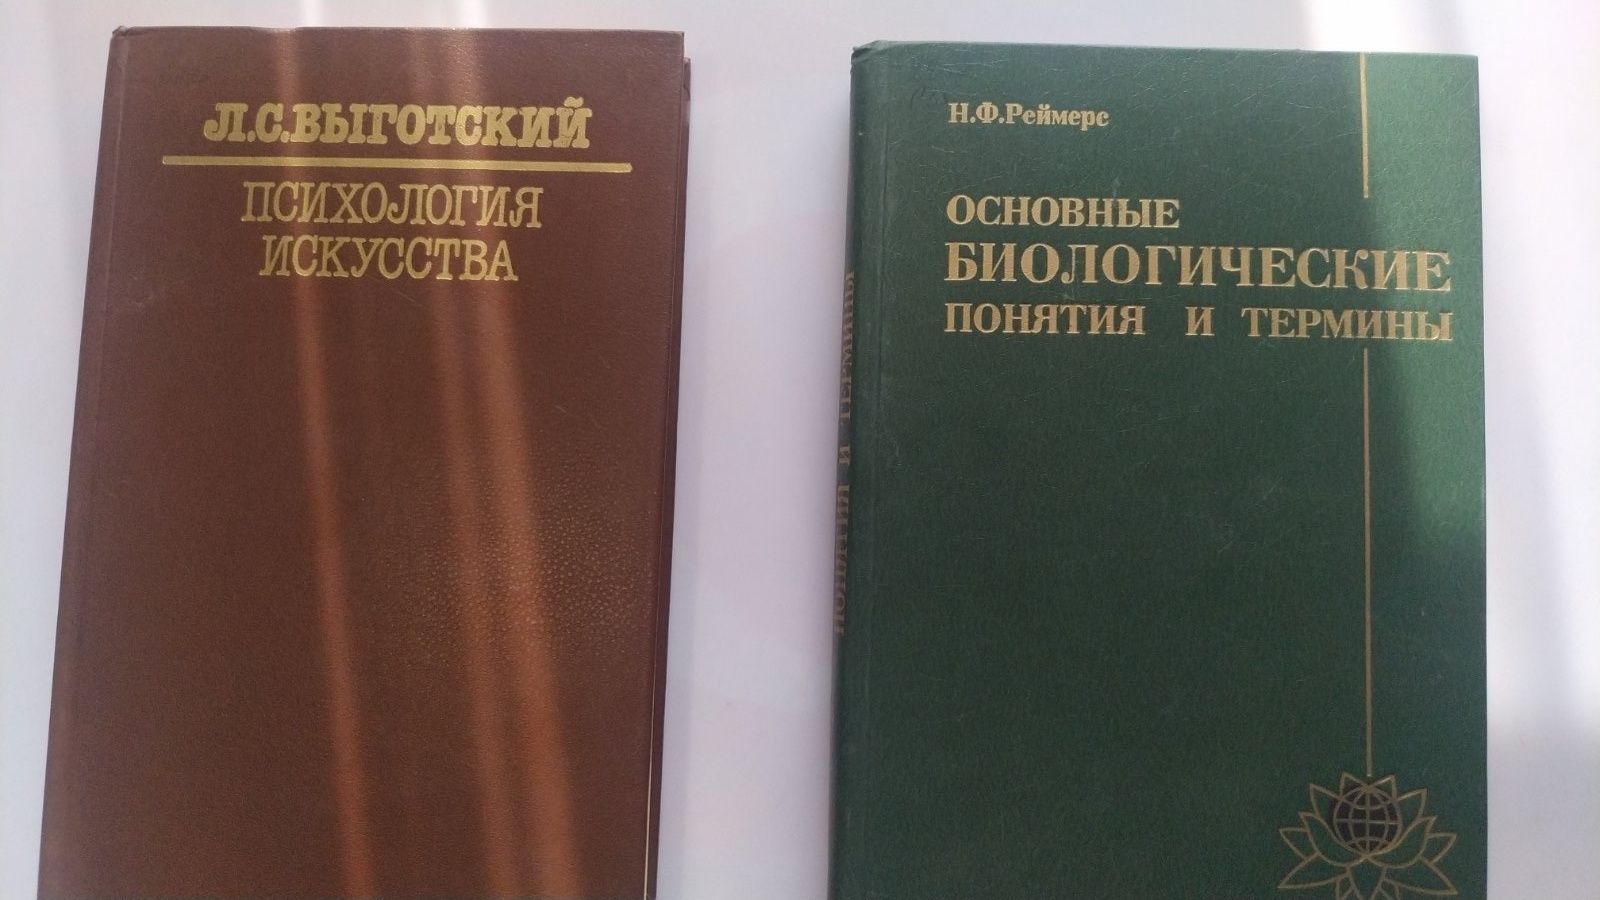 Л.С.ВЫГОТСКИЙ
ПСИХОЛОГИЯ
ИСКУССТВА
Н.Ф.Реймерс
ОСНОВНЫЕ
БИОЛОГИЧЕСКИЕ
ПОНЯТИЯ И ТЕРМИНЫ
ПОНЯТИЯ И ТЕРМИНЫ